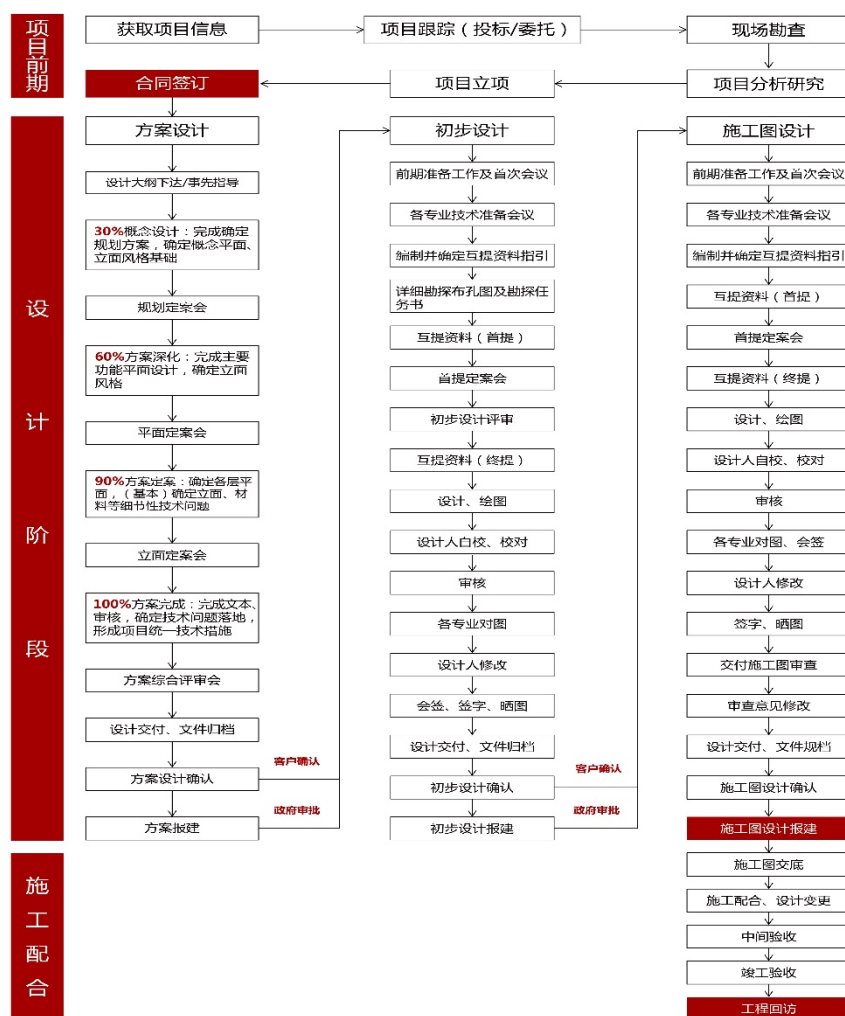 项目前期
获取项目信息
项目跟踪（投标/委托）
现场勘查
合同签订
项目立项
项目分析研究
设计阶段
方案设计
设计大纲下达/事先指导
30%概念设计：完成确定
规划方案，确定概念平面、
立面风格基础
规划定案会
60%方案深化：完成主要
功能平面设计，确定立面
风格
平面定案会
90%方案定案：确定各层平
面，（基本）确定立面、材
料等细节性技术问题
立面定案会
100%方案完成：完成文本、
审核，确定技术问题落地，
形成项目统一技术措施
方案综合评审会
设计交付、文件归档
方案设计确认
方案报建
客户确认
政府审批
初步设计
前期准备工作及首次会议
各专业技术准备会议
编制并确定互提资料指引
详细勘探布孔图及勘探任
务书
互提资料（首提）
首提定案会
初步设计评审
互提资料（终提）
设计、绘图
设计人自校、校对
审核
各专业对图
设计人修改
会签、签字、晒图
设计交付、文件归档
初步设计确认
初步设计报建
客户确认
政府审批
施工图设计
前期准备工作及首次会议
各专业技术准备会议
编制并确定互提资料指引
互提资料（首提）
首提定案会
互提资料（终提）
设计、绘图
设计人自校、校对
审核
各专业对图、会签
设计人修改
签字、晒图
交付施工图审查
审查意见修改
设计交付、文件规档
施工图设计确认
施工图设计报建
施工配合
施工图交底
施工配合、设计变更
中间验收
竣工验收
工程回访